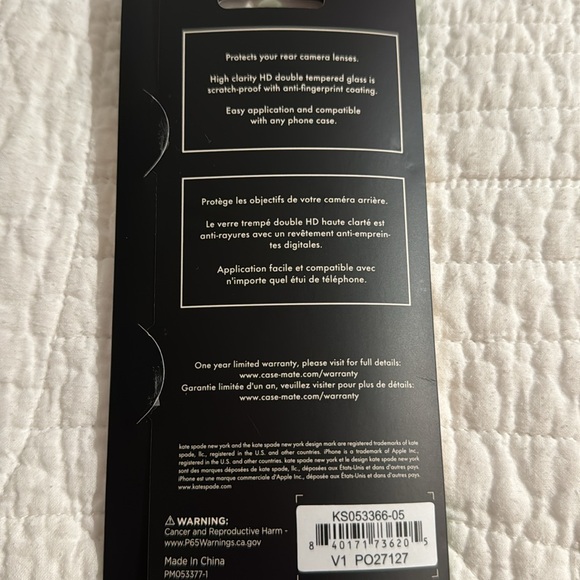 Protects your rear camera lenses.
High clarity HD double tempered glass is
scratch-proof with anti-fingerprint coating.
Easy application and compatible
with any phone case.
Protège les objectifs de votre caméra arrière.
Le verre trempé double HD haute clarté est
anti-rayures avec un revêtement anti-emprein-
tes digitales.
Application facile et compatible avec
n'importe quel étui de téléphone.
One year limited warranty, please visit for full details:
www.case-mate.com/warranty
Garantie limitée d'un an, veuillez visiter pour plus de détails:
www.case-mate.com/warranty
kate spade new york and the kate spade new york design mark are registered trademarks of kate
spade, llc., registered in the U.S. and other countries. iPhone is a trademark of Apple Inc.,
registered in the U.S. and other countries. kate spade new york et le design kate spade new york
sont des marques déposées de kate spade, llc., déposées aux États-Unis et dans d'autres pays.
iPhone est une marque commerciale d'Apple Inc., déposées aux États-Unis et dans d'autres pays.
www.katespade.com
⚠ WARNING:
Cancer and Reproductive Harm -
www.P65Warnings.ca.gov
Made In China
PM053377-1
KS053366-05
8 40171 73620 5
V1 PO27127